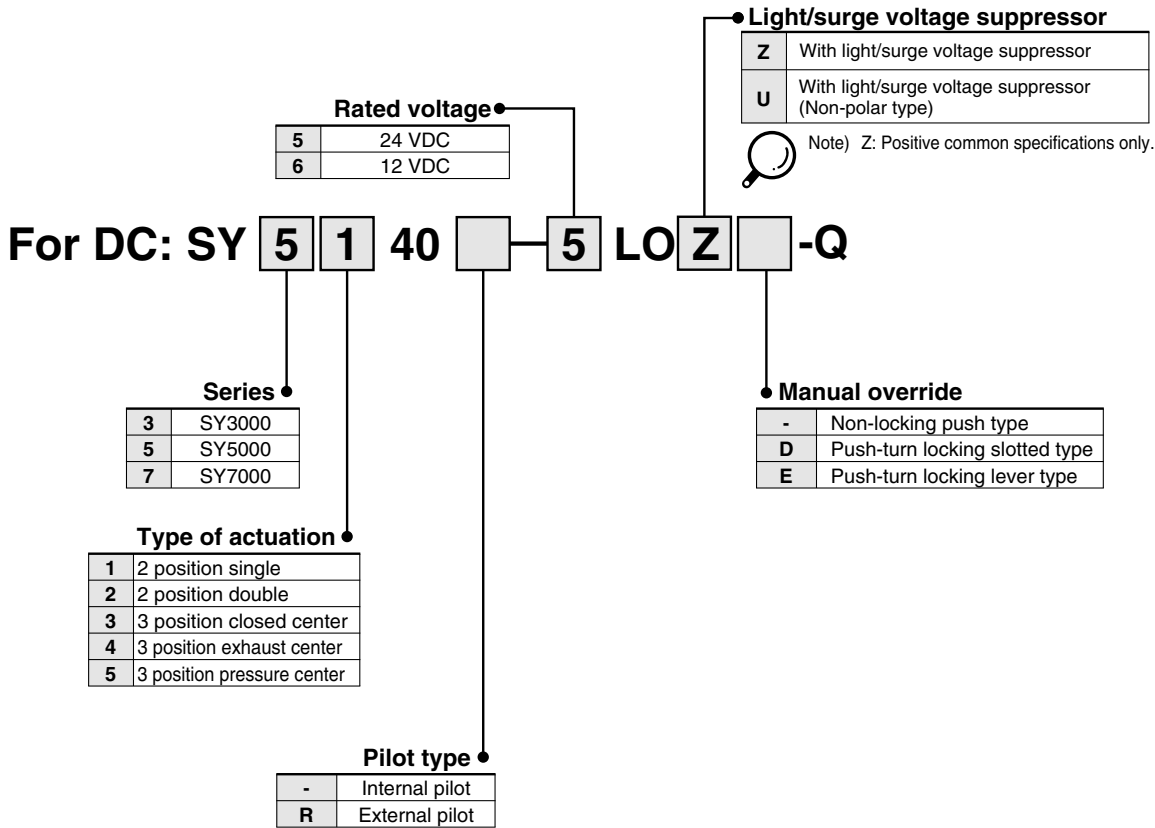 Light/surge voltage suppressor
Z With light/surge voltage suppressor
U With light/surge voltage suppressor
(Non-polar type)
Note) Z: Positive common specifications only.
Rated voltage
5 24 VDC
6 12 VDC
For DC: SY 5 1 40 - 5 LO Z -Q
Series
3 SY3000
5 SY5000
7 SY7000
Manual override
- Non-locking push type
D Push-turn locking slotted type
E Push-turn locking lever type
Type of actuation
1 2 position single
2 2 position double
3 3 position closed center
4 3 position exhaust center
5 3 position pressure center
Pilot type
- Internal pilot
R External pilot